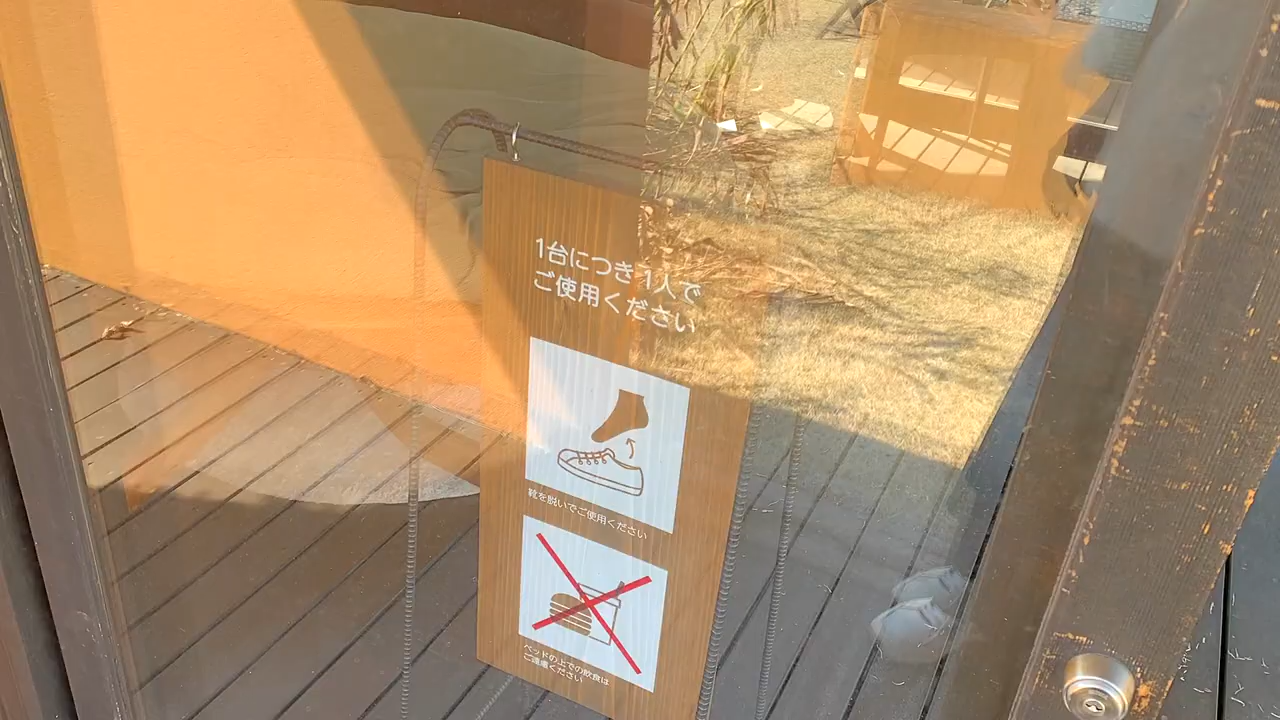 1台につき1人で
ご使用ください
靴を脱いでご使用ください
ベッドの上での飲食は
ご遠慮ください